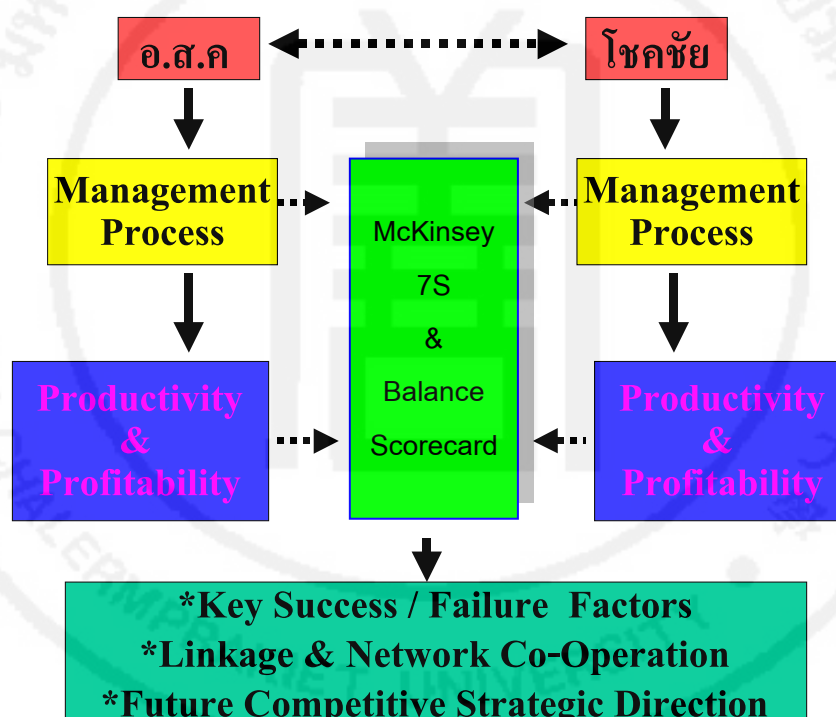 อ.ส.ค
โชคชัย
Management
Process
Management
Process
McKinsey
7S
&
Balance
Scorecard
Productivity
&
Profitability
Productivity
&
Profitability
*Key Success / Failure Factors
*Linkage & Network Co-Operation
*Future Competitive Strategic Direction